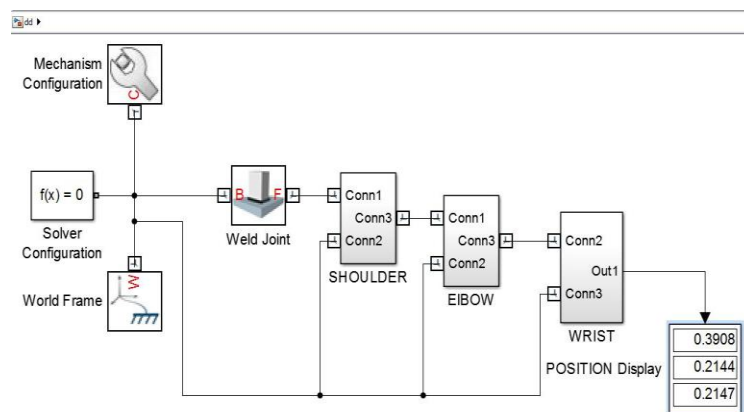 dd
Mechanism
Configuration
C
f(x) = 0
Solver
Configuration
B F
Weld Joint
Conn1
Conn3
Conn2
SHOULDER
Conn1
Conn3
Conn2
EIBOW
Conn2
Out1
Conn3
WRIST
W
World Frame
POSITION Display
0.3908
0.2144
0.2147